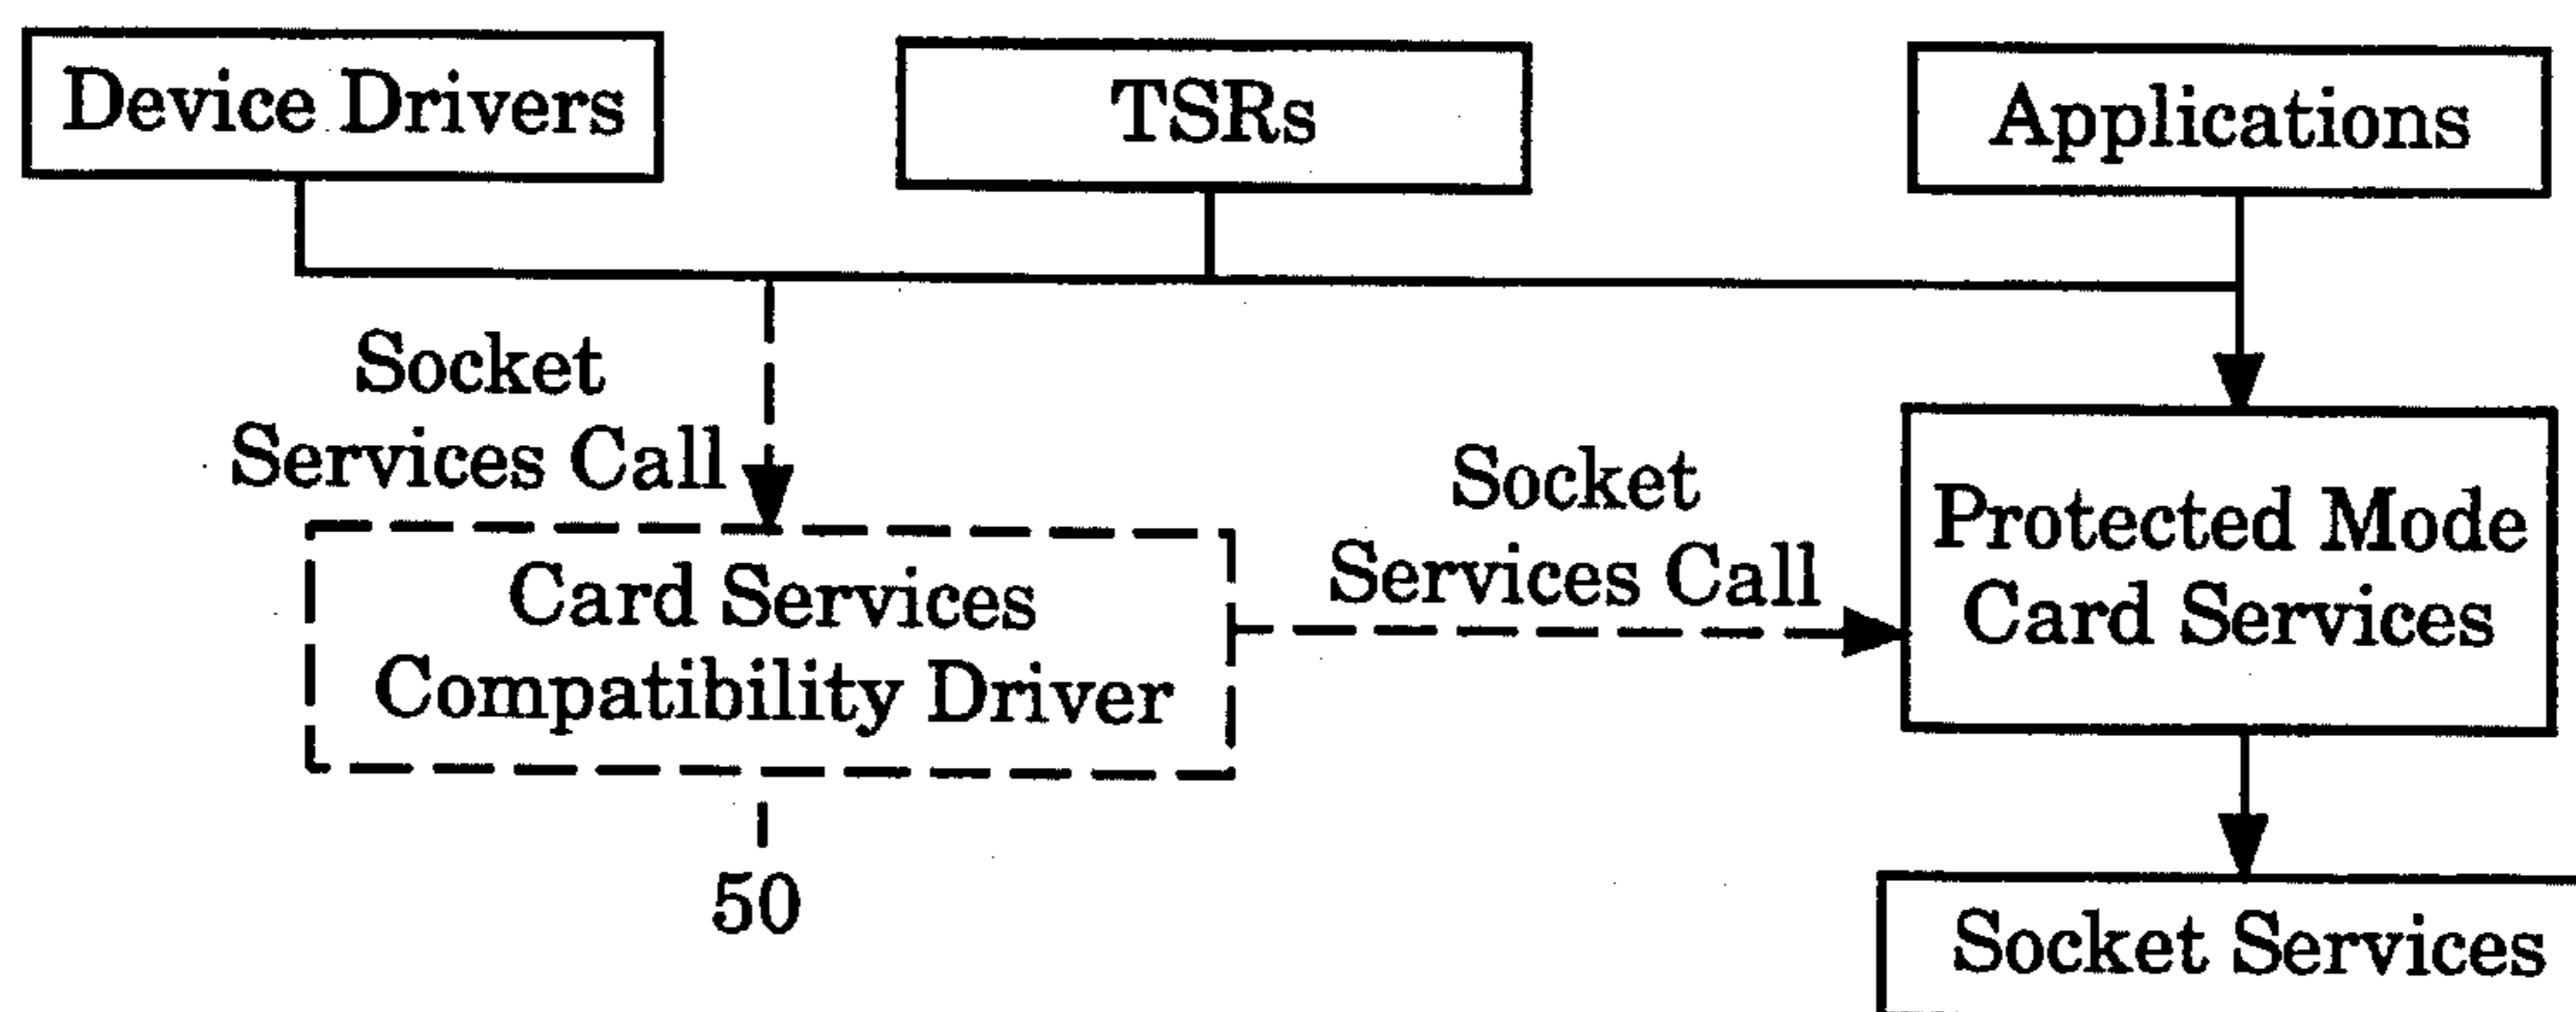 Device Drivers
TSRs
Applications
Socket
Services Call
Socket
Services Call
Card Services
Compatibility Driver
Protected Mode
Card Services
50
Socket Services